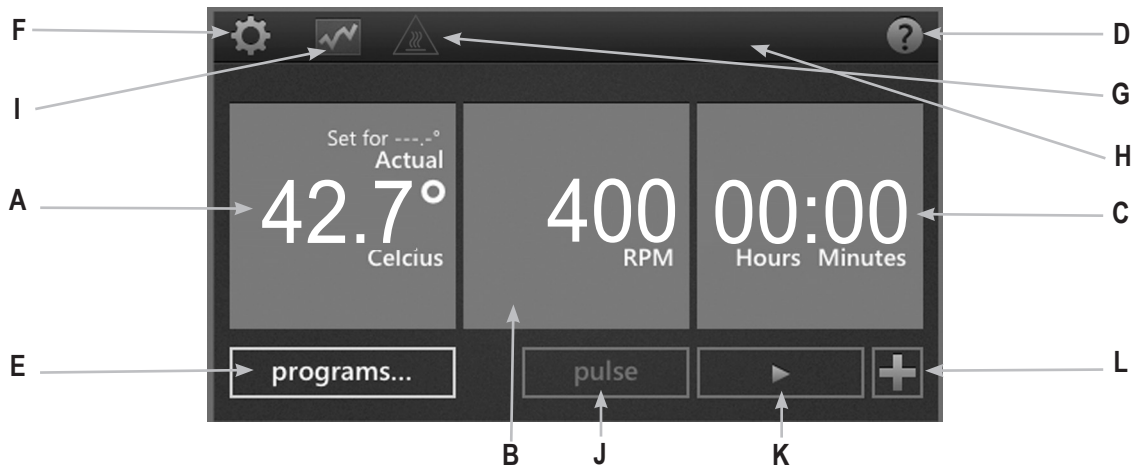 F
D
I
G
H
A
Set for ---.-°
Actual
42.7°
Celcius
400
RPM
00:00
Hours Minutes
C
E
programs...
pulse
L
B
J
K